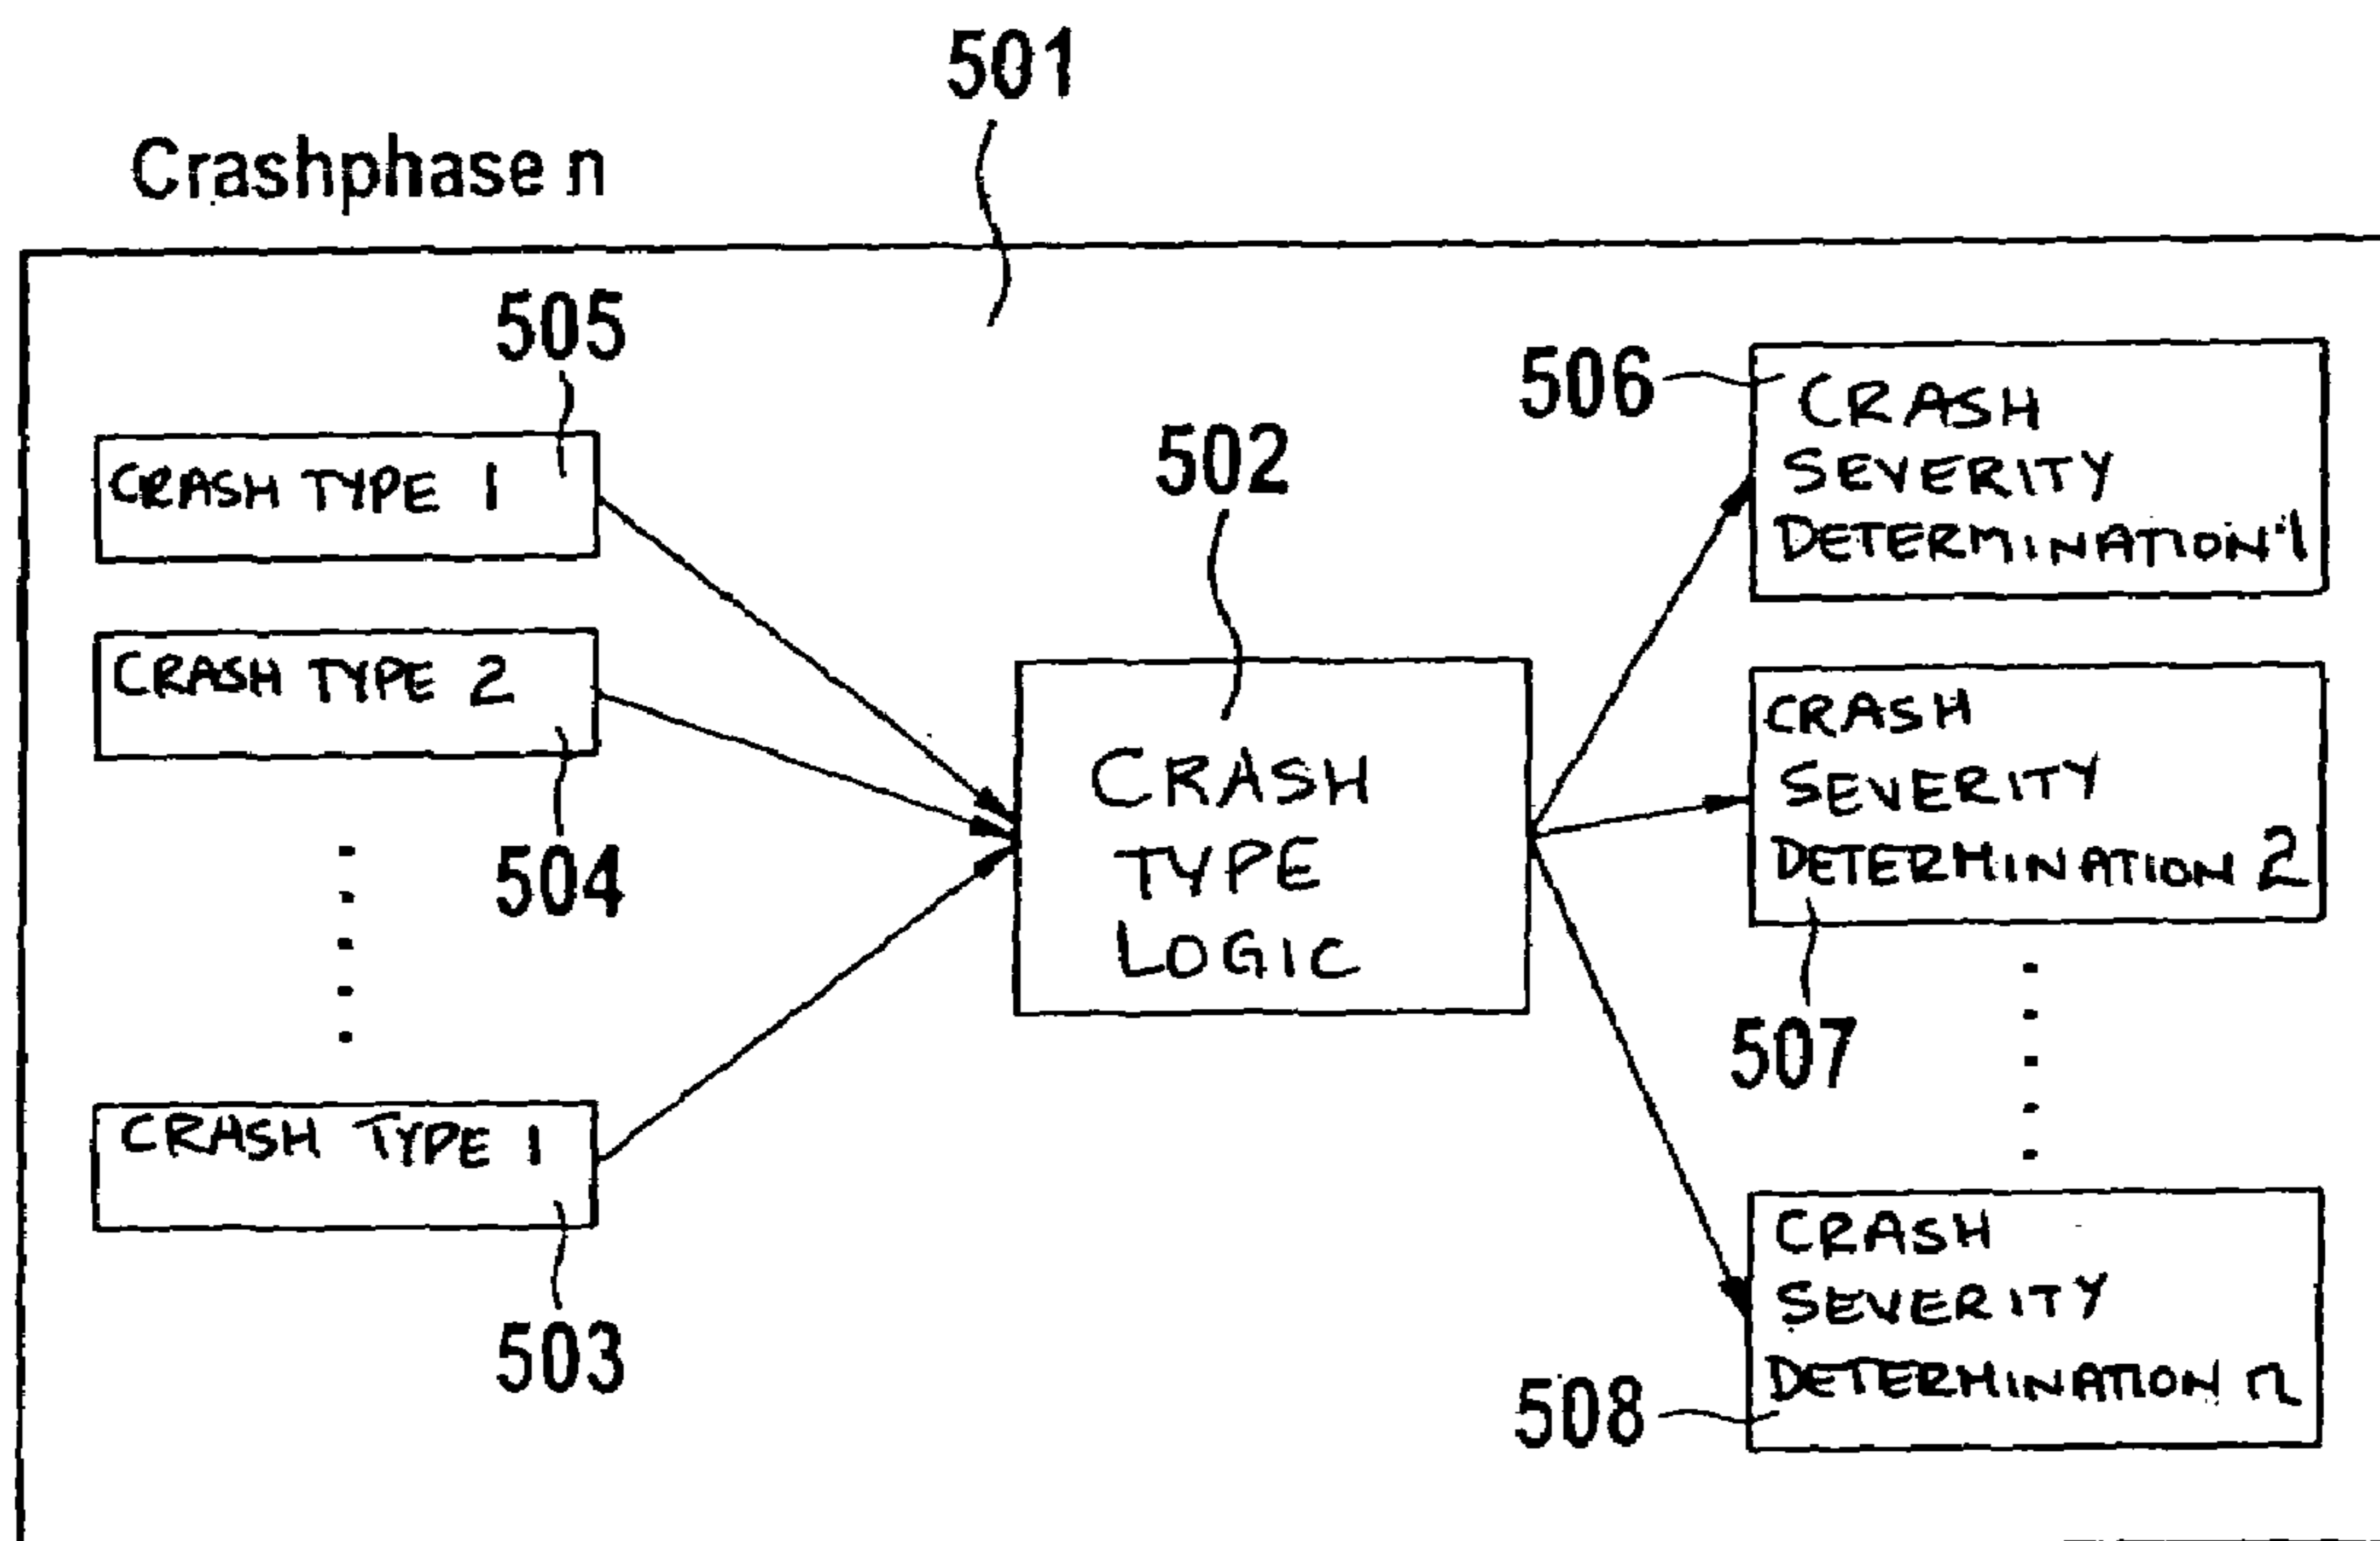 501
Crashphase n
505
CRASH TYPE 1
506
CRASH
SEVERITY
DETERMINATION 1
502
CRASH TYPE 2
504
CRASH
TYPE
LOGIC
CRASH
SEVERITY
DETERMINATION 2
507
CRASH TYPE 1
503
CRASH
SEVERITY
DETERMINATION n
508